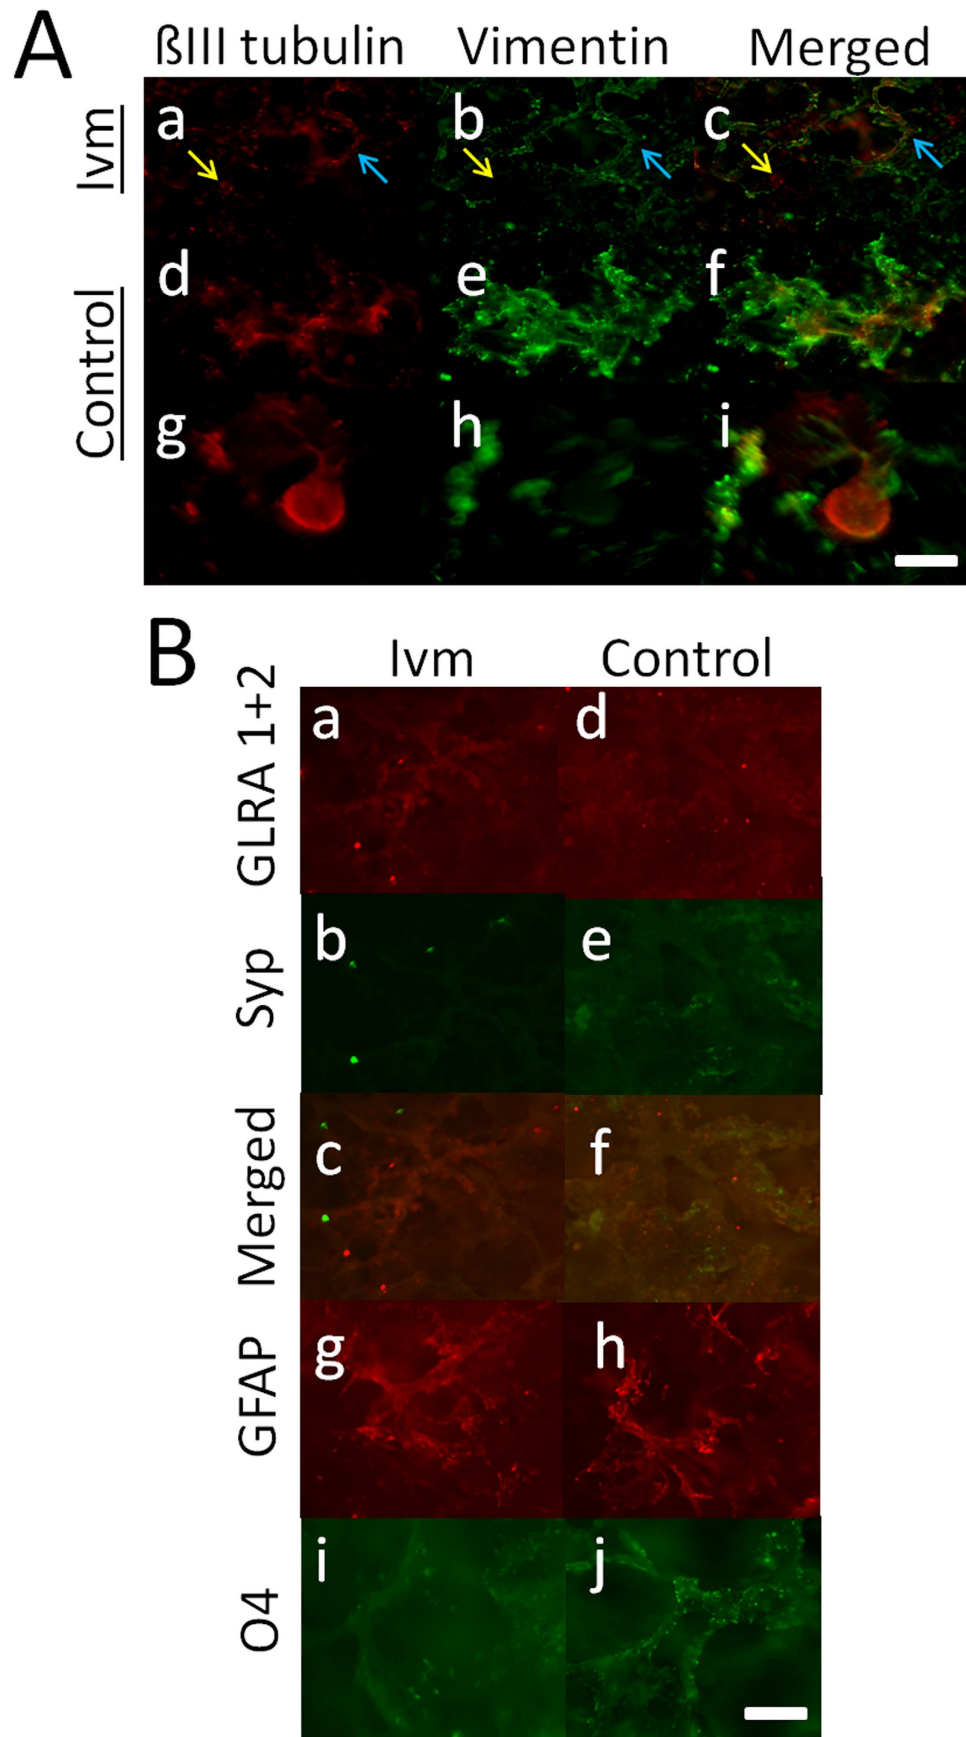 A
ßIII tubulin Vimentin Merged
Ivm
a b c
Control
d e f
g h i
B
Ivm Control
GLRA 1+2
a d
Syp
b e
Merged
c f
GFAP
g h
O4
i j